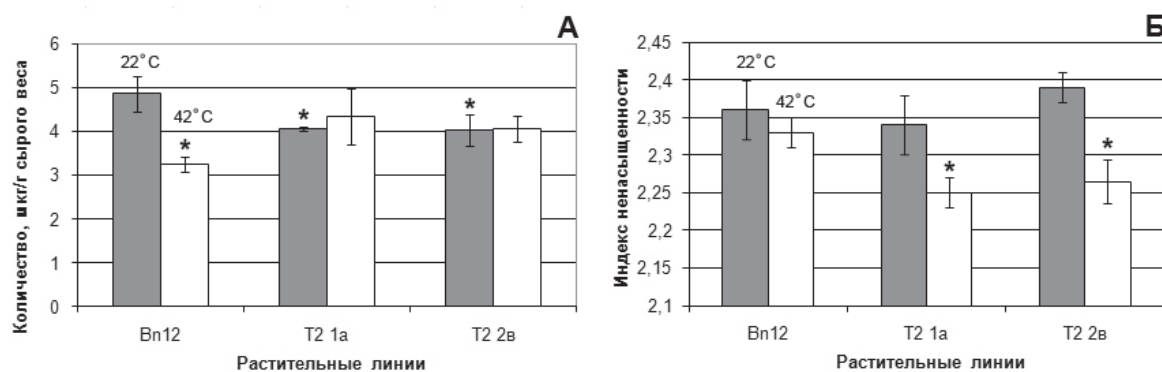 А
Количество, мкг/г сырого веса
6
5
4
3
2
1
0
22˚C
42˚C
*
*
*
Bn12
T2 1a
T2 2в
Растительные линии
Б
Индекс ненасыщенности
2,45
2,4
2,35
2,3
2,25
2,2
2,15
2,1
22˚C
42˚C
*
*
Bn12
T2 1a
T2 2в
Растительные линии